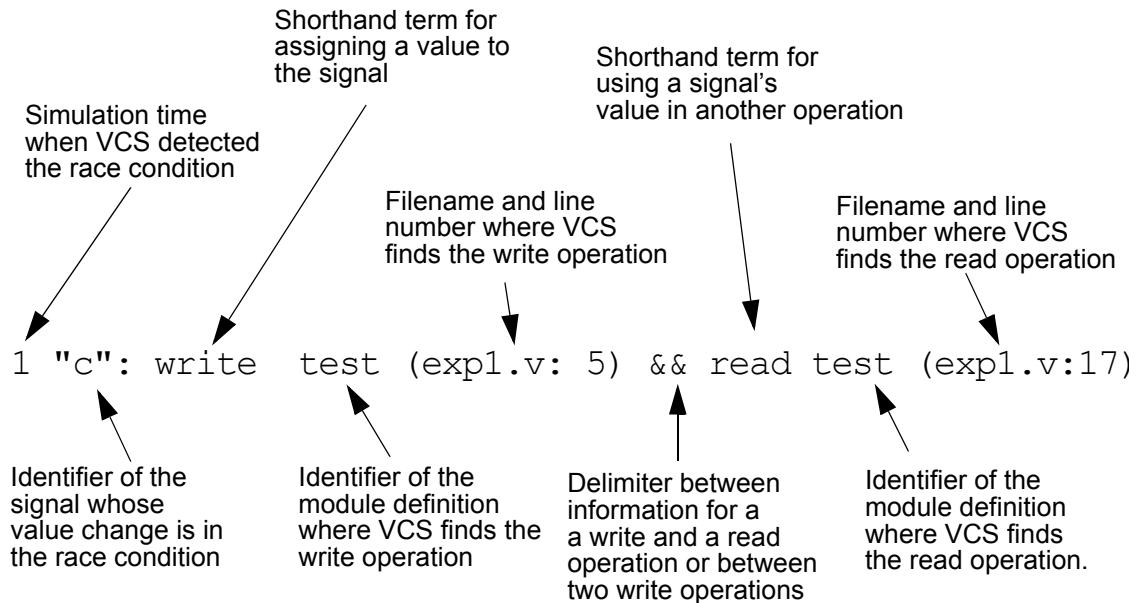 Shorthand term for
assigning a value to
the signal
Shorthand term for
using a signal's
value in another operation
Simulation time
when VCS detected
the race condition
Filename and line
number where VCS
finds the write operation
Filename and line
number where VCS
finds the read operation
1 "c": write test (exp1.v: 5) && read test (exp1.v:17)
Identifier of the
signal whose
value change is in
the race condition
Identifier of the
module definition
where VCS finds the
write operation
Delimiter between
information for a
a write and a read
operation or between
two write operations
Identifier of the
module definition
where VCS finds
the read operation.